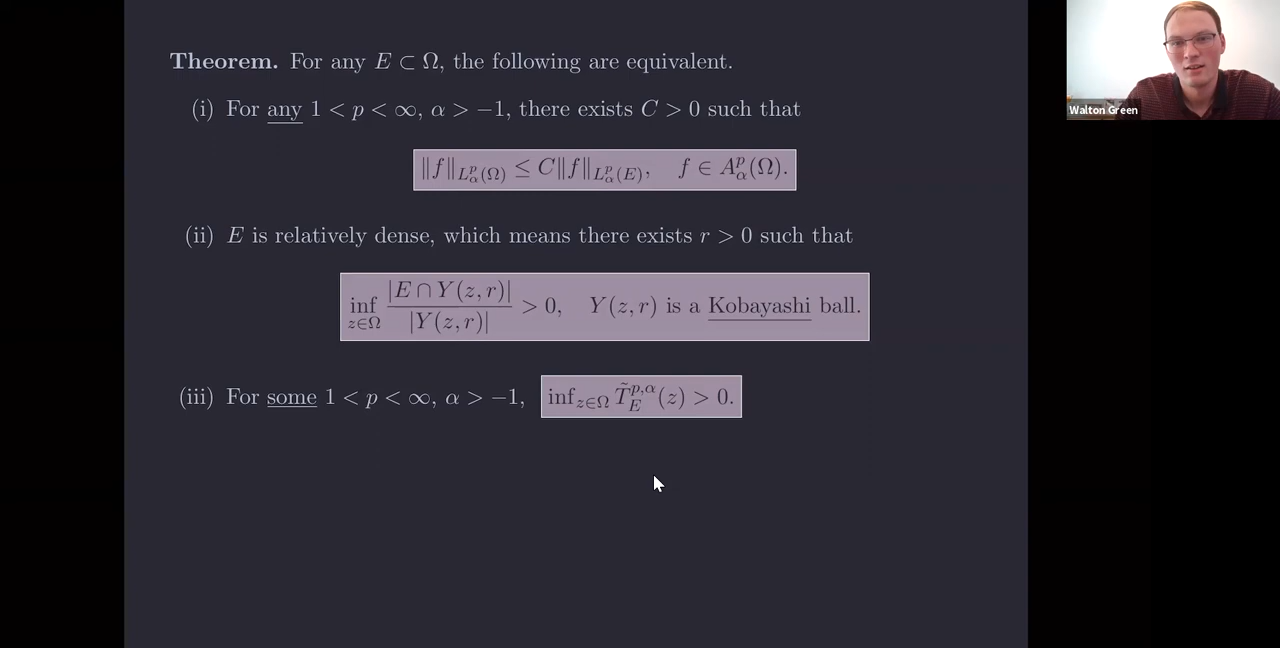 Theorem. For any E ⊂ Ω, the following are equivalent.
(i) For any 1 < p < ∞, α > −1, there exists C > 0 such that
‖f‖_{L^p_α(Ω)} ≤ C‖f‖_{L^p_α(E)}, f ∈ A^p_α(Ω).
(ii) E is relatively dense, which means there exists r > 0 such that
inf_{z∈Ω} |E ∩ Y(z, r)| / |Y(z, r)| > 0, Y(z, r) is a Kobayashi ball.
(iii) For some 1 < p < ∞, α > −1, inf_{z∈Ω} T̃^{p,α}_E(z) > 0.
Walton Green